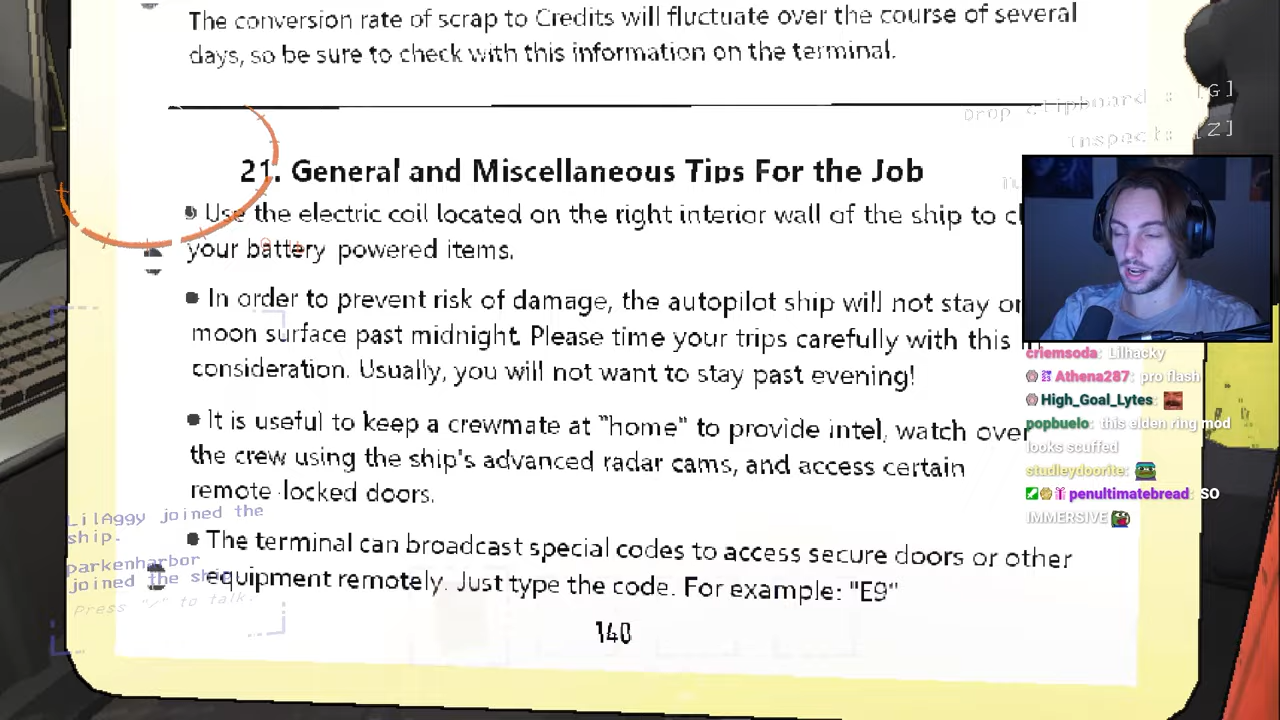 The conversion rate of scrap to Credits will fluctuate over the course of several
days, so be sure to check with this information on the terminal.
Drop clipboard : [G]
Inspect: [Z]
21. General and Miscellaneous Tips For the Job
Use the electric coil located on the right interior wall of the ship to
your battery powered items.
In order to prevent risk of damage, the autopilot ship will not stay
moon surface past midnight. Please time your trips carefully with this
consideration. Usually, you will not want to stay past evening!
It is useful to keep a crewmate at "home" to provide intel, watch over
the crew using the ship's advanced radar cams, and access certain
remote-locked doors.
The terminal can broadcast special codes to access secure doors or other
equipment remotely. Just type the code. For example: "E9"
140
LilAggy joined the
ship.
parkenharbor
joined the ship.
Press "/" to talk.
criemsoda: Lilhacky
Athena287: pro flash
High_Goal_Lytes:
popbuelo: this elden ring mod
looks scuffed
studleydoorite:
penultimatebread: SO
IMMERSIVE